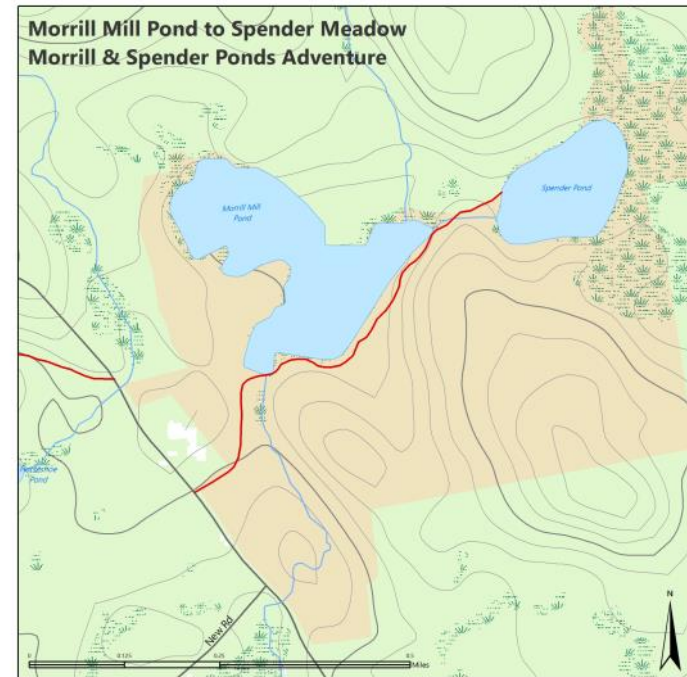 Morrill Mill Pond to Spender Meadow
Morrill & Spender Ponds Adventure
Morrill Mill
Pond
Spender Pond
Pond
New Rd
N
0
0.125
0.25
0.5
Miles